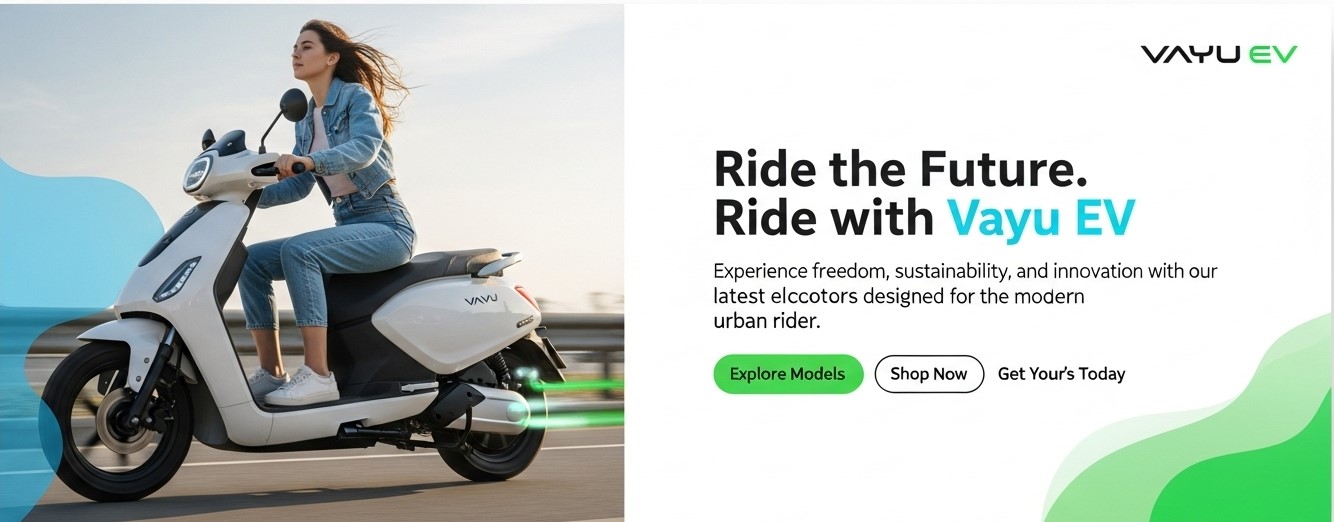 VAYU EV
Ride the Future.
Ride with Vayu EV
Experience freedom, sustainability, and innovation with our
latest elccotors designed for the modern
urban rider.
Explore Models
Shop Now
Get Your's Today
VAVU